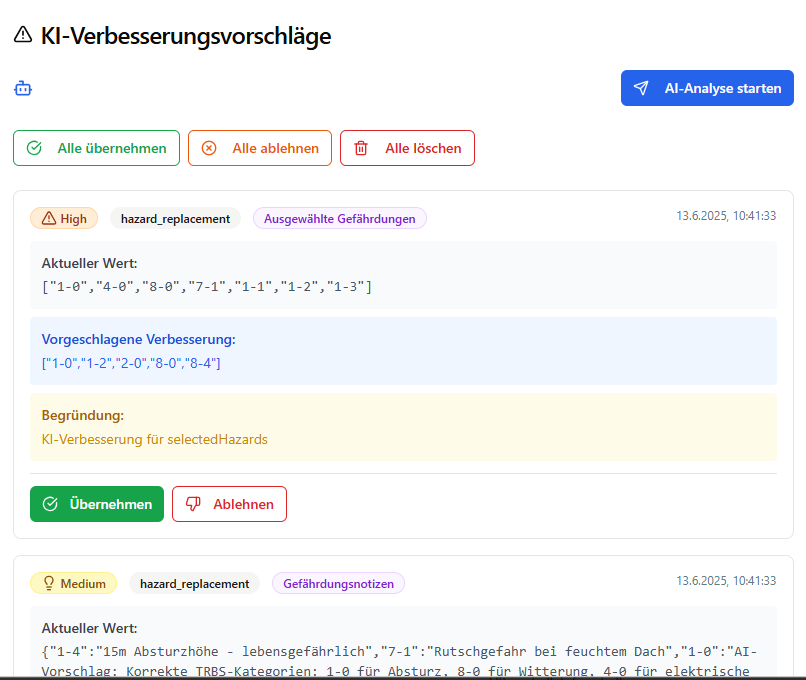 KI-Verbesserungsvorschläge
AI-Analyse starten
Alle übernehmen
Alle ablehnen
Alle löschen
High
hazard_replacement
Ausgewählte Gefährdungen
13.6.2025, 10:41:33
Aktueller Wert:
["1-0","4-0","8-0","7-1","1-1","1-2","1-3"]
Vorgeschlagene Verbesserung:
["1-0","1-2","2-0","8-0","8-4"]
Begründung:
KI-Verbesserung für selectedHazards
Übernehmen
Ablehnen
Medium
hazard_replacement
Gefährdungsnotizen
13.6.2025, 10:41:33
Aktueller Wert:
{"1-4":"15m Absturzhöhe - lebensgefährlich","7-1":"Rutschgefahr bei feuchtem Dach","1-0":"AI-
Vorschlag: Korrekte TRBS-Kategorien: 1-0 für Absturz, 8-0 für Witterung, 4-0 für elektrische